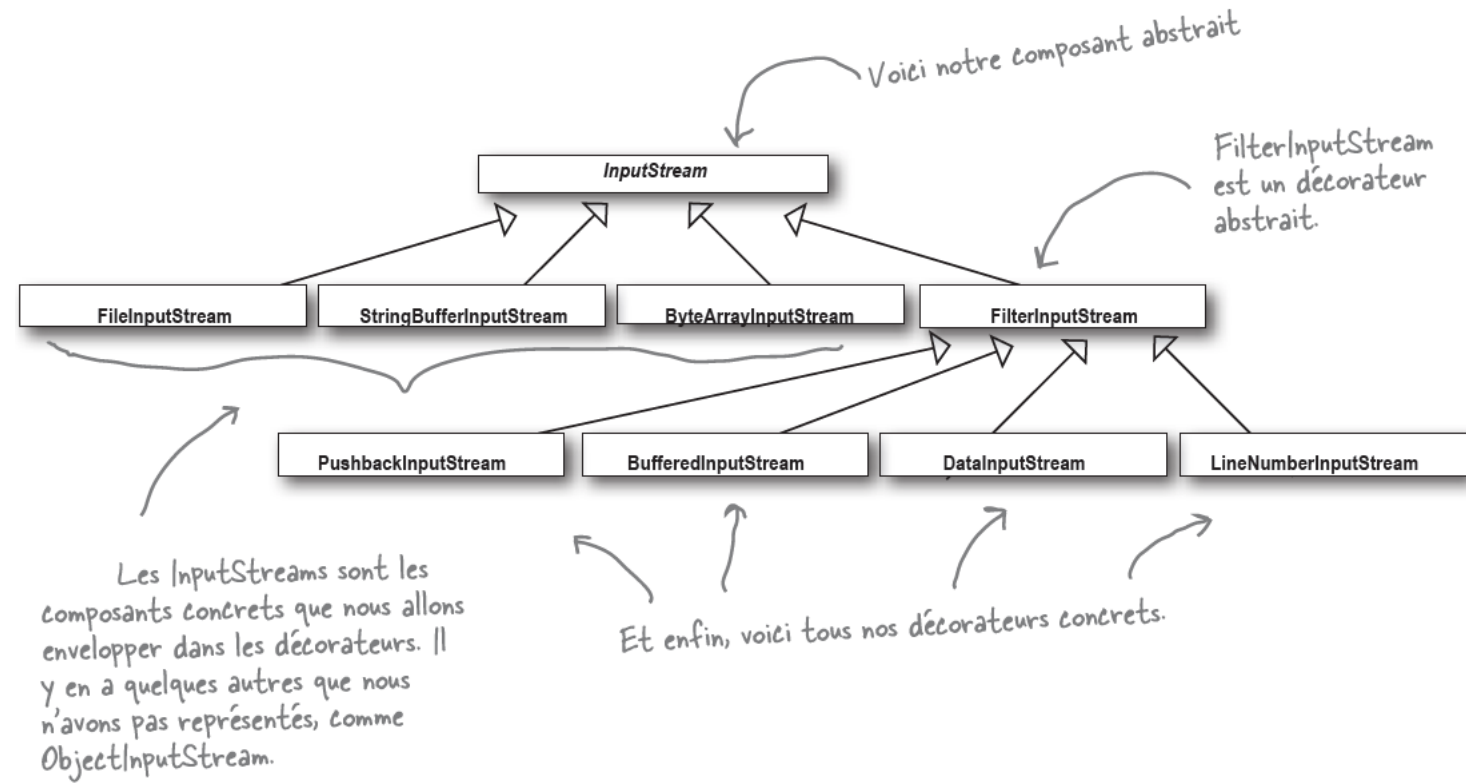 Voici notre composant abstrait
FilterInputStream
est un décorateur
abstrait.
InputStream
FileInputStream
StringBufferInputStream
ByteArrayInputStream
FilterInputStream
PushbackInputStream
BufferedInputStream
DataInputStream
LineNumberInputStream
Les InputStreams sont les
composants concrets que nous allons
envelopper dans les décorateurs. Il
y en a quelques autres que nous
n'avons pas représentés, comme
ObjectInputStream.
Et enfin, voici tous nos décorateurs concrets.